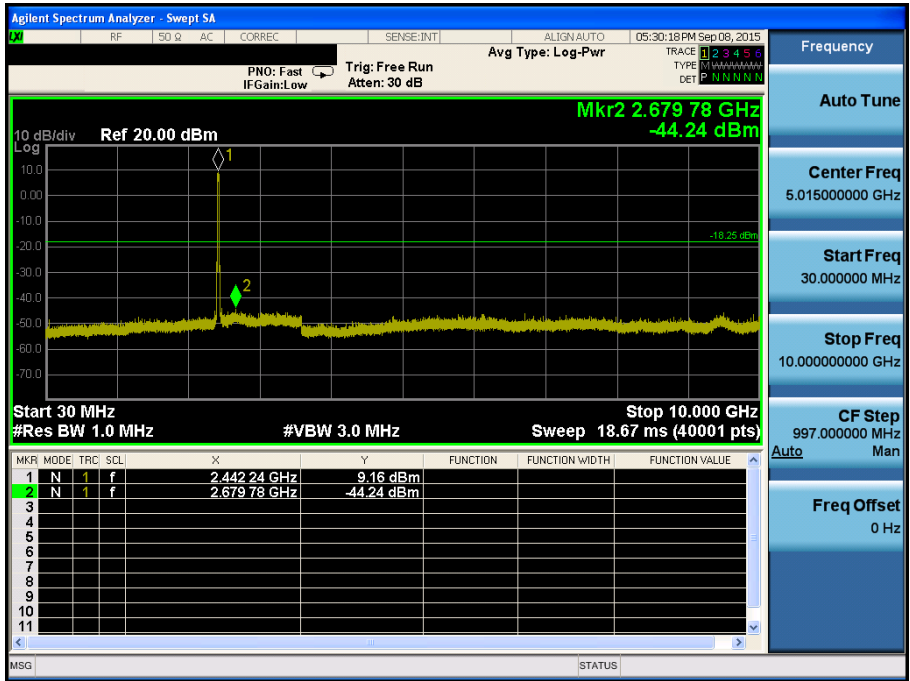 Agilent Spectrum Analyzer - Swept SA
LXI RF 50 Ω AC CORREC SENSE:INT ALIGN AUTO 05:30:18 PM Sep 08, 2015
Avg Type: Log-Pwr
TRACE 1 2 3 4 5 6
TYPE M WWWWW
DET P N N N N N
PNO: Fast
IFGain:Low
Trig: Free Run
Atten: 30 dB
Mkr2 2.679 78 GHz
-44.24 dBm
10 dB/div
Log
Ref 20.00 dBm
10.0
0.00
-10.0
-20.0
-30.0
-40.0
-50.0
-60.0
-70.0
1
2
-18.25 dBm
Start 30 MHz
Stop 10.000 GHz
#Res BW 1.0 MHz
#VBW 3.0 MHz
Sweep 18.67 ms (40001 pts)
MKR MODE TRC SCL X Y FUNCTION FUNCTION WIDTH FUNCTION VALUE
1 N 1 f 2.442 24 GHz 9.16 dBm
2 N 1 f 2.679 78 GHz -44.24 dBm
3
4
5
6
7
8
9
10
11
MSG
STATUS
Frequency
Auto Tune
Center Freq
5.015000000 GHz
Start Freq
30.000000 MHz
Stop Freq
10.000000000 GHz
CF Step
997.000000 MHz
Auto Man
Freq Offset
0 Hz